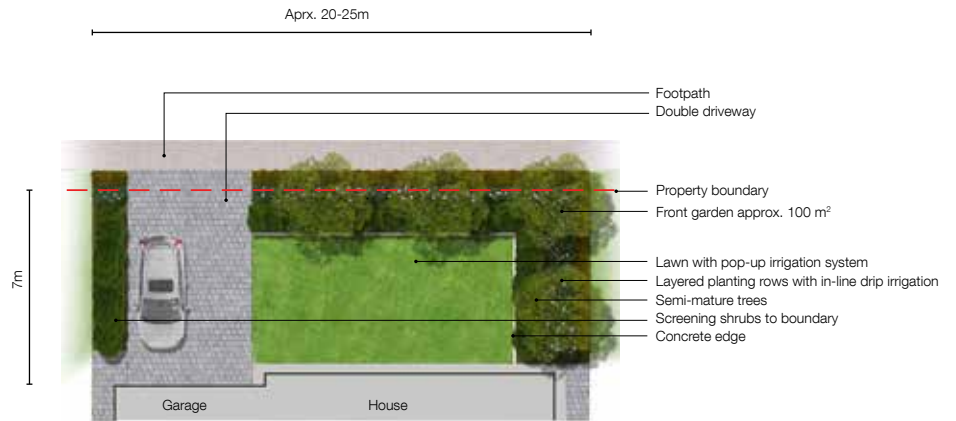 Aprx. 20-25m
Footpath
Double driveway
Property boundary
Front garden approx. 100 m²
Lawn with pop-up irrigation system
Layered planting rows with in-line drip irrigation
Semi-mature trees
Screening shrubs to boundary
Concrete edge
7m
Garage
House